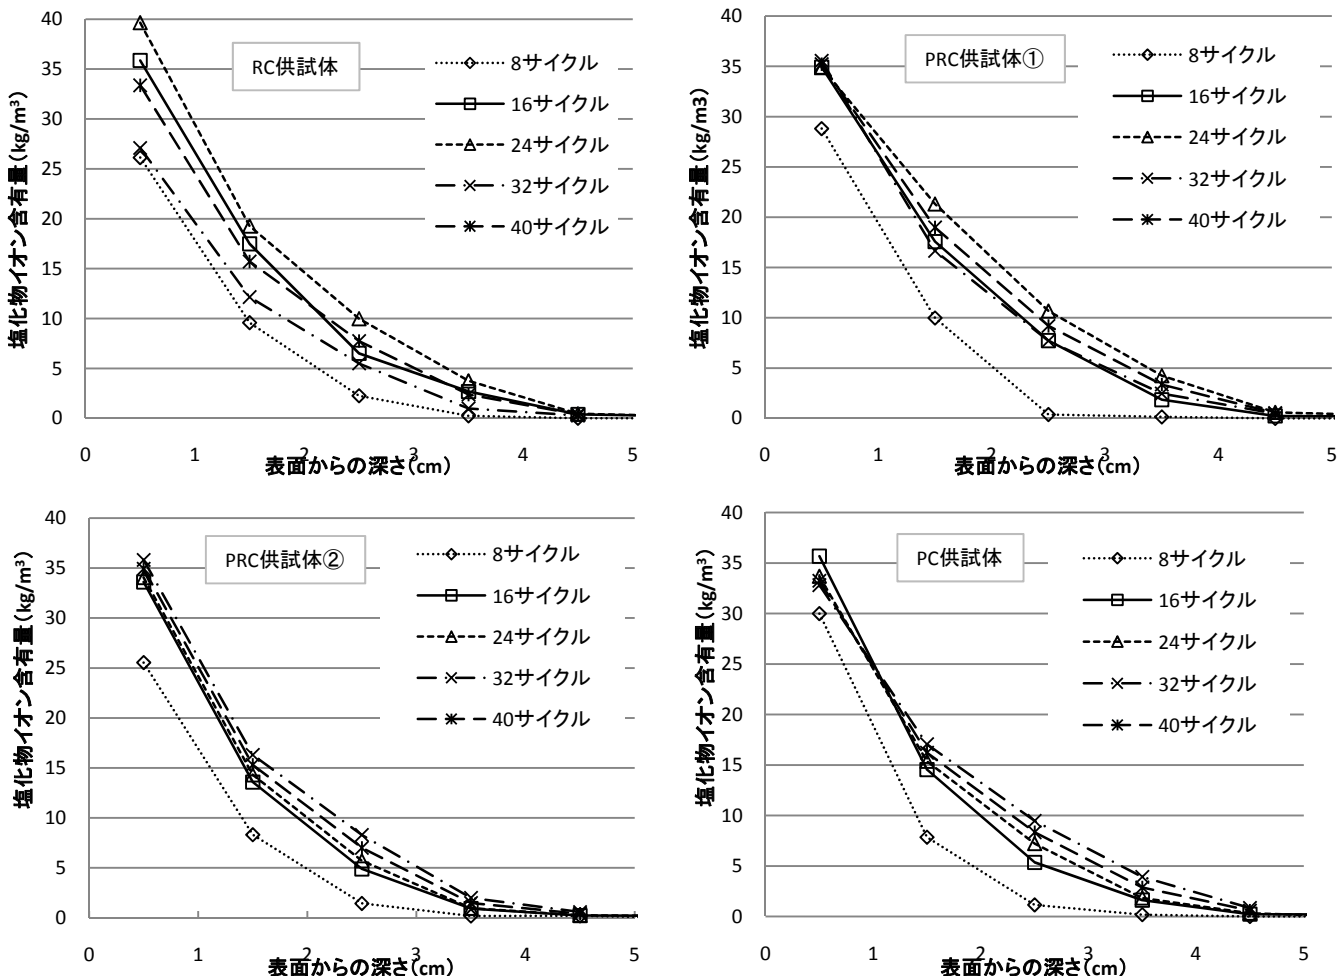 塩化物イオン含有量(kg/m³)
40
35
30
25
20
15
10
5
0
RC供試体
8サイクル
16サイクル
24サイクル
32サイクル
40サイクル
0 1 2 3 4 5
表面からの深さ(cm)
塩化物イオン含有量(kg/m3)
40
35
30
25
20
15
10
5
0
PRC供試体①
8サイクル
16サイクル
24サイクル
32サイクル
40サイクル
0 1 2 3 4 5
表面からの深さ(cm)
塩化物イオン含有量(kg/m³)
40
35
30
25
20
15
10
5
0
PRC供試体②
8サイクル
16サイクル
24サイクル
32サイクル
40サイクル
0 1 2 3 4 5
表面からの深さ(cm)
塩化物イオン含有量(kg/m³)
40
35
30
25
20
15
10
5
0
PC供試体
8サイクル
16サイクル
24サイクル
32サイクル
40サイクル
0 1 2 3 4 5
表面からの深さ(cm)